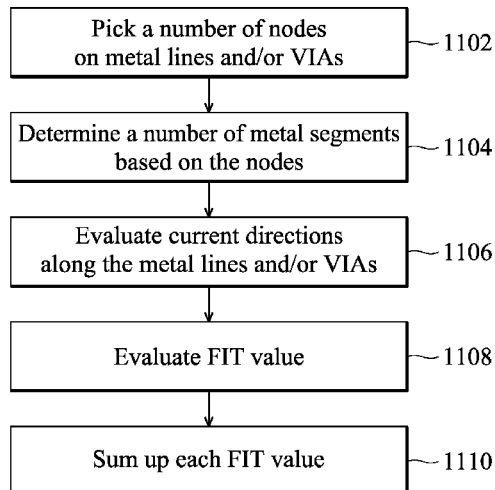 Pick a number of nodes
on metal lines and/or VIAs
1102
Determine a number of metal segments
based on the nodes
1104
Evaluate current directions
along the metal lines and/or VIAs
1106
Evaluate FIT value
1108
Sum up each FIT value
1110